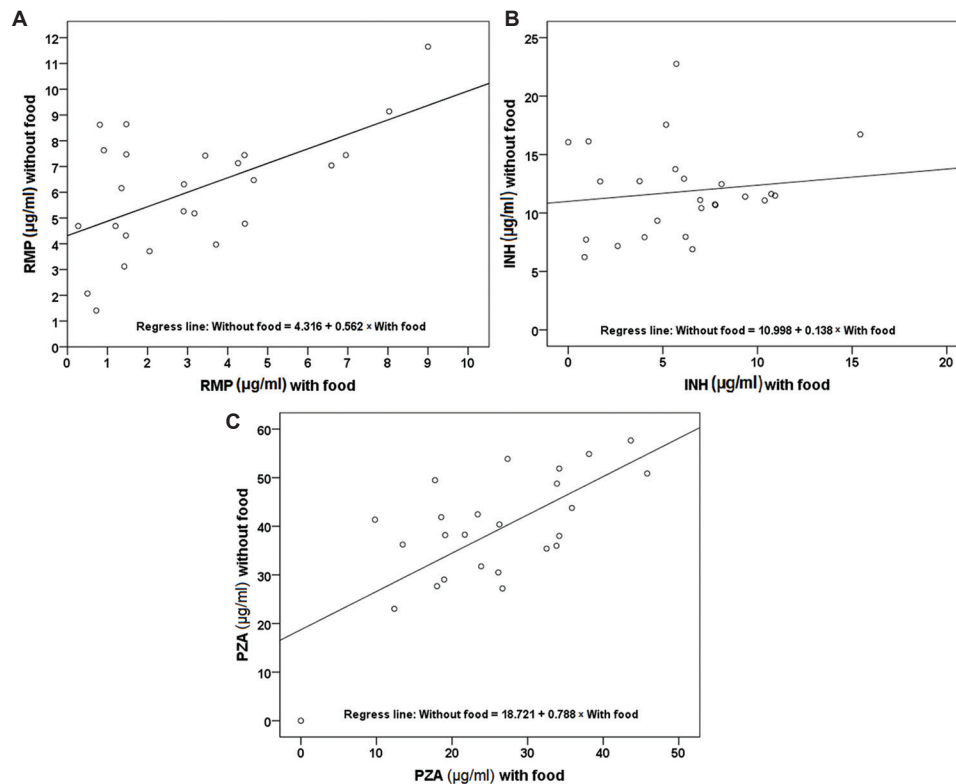 A
12
11
10
9
8
7
6
5
4
3
2
1
0
RMP (µg/ml) without food
Regress line: Without food = 4.316 + 0.562 × With food
0 1 2 3 4 5 6 7 8 9 10
RMP (µg/ml) with food
B
25
20
15
10
5
0
INH (µg/ml) without food
Regress line: Without food = 10.998 + 0.138 × With food
0 5 10 15 20
INH (µg/ml) with food
C
60
50
40
30
20
10
0
PZA (µg/ml) without food
Regress line: Without food = 18.721 + 0.788 × With food
0 10 20 30 40 50
PZA (µg/ml) with food